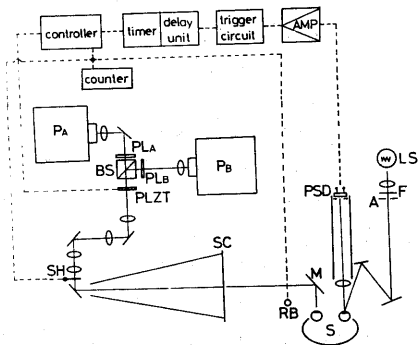 controller
timer
delay unit
trigger circuit
AMP
counter
PA
PLA
BS
PLB
PB
PLZT
PSD
LS
A
F
SC
SH
M
RB
S